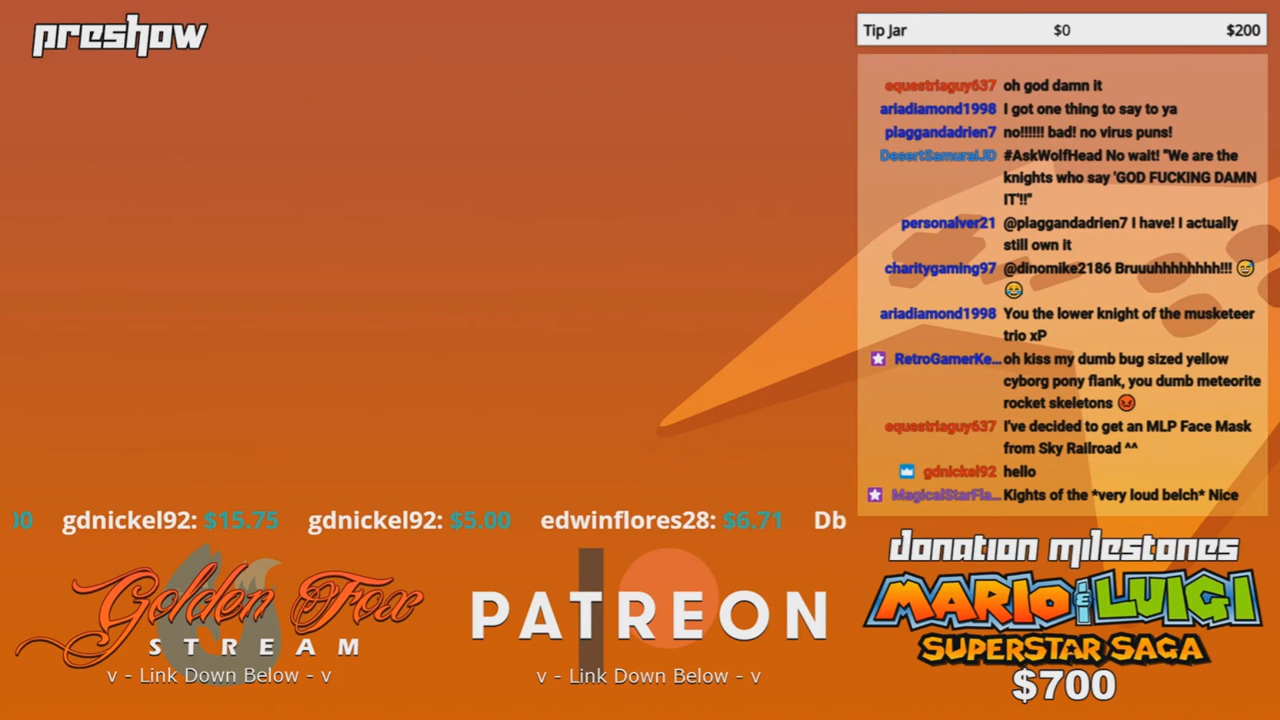 preshow
Tip Jar $0 $200
equestriaguy637 oh god damn it
ariadiamond1998 I got one thing to say to ya
plaggandadrien7 no!!!!!! bad! no virus puns!
DesertSamuraiJD #AskWolfHead No wait! "We are the
knights who say 'GOD FUCKING DAMN
IT'!!"
personalver21 @plaggandadrien7 I have! I actually
still own it
charitygaming97 @dinomike2186 Bruuuhhhhhhhh!!! 😅
😂
ariadiamond1998 You the lower knight of the musketeer
trio xP
RetroGamerKe... oh kiss my dumb bug sized yellow
cyborg pony flank, you dumb meteorite
rocket skeletons 😡
equestriaguy637 I've decided to get an MLP Face Mask
from Sky Railroad ^^
gdnickel92 hello
MagicalStarFla... Kights of the *very loud belch* Nice
00 gdnickel92: $15.75 gdnickel92: $5.00 edwinflores28: $6.71 Db
Golden Fox
STREAM
v - Link Down Below - v
PATREON
v - Link Down Below - v
donation milestones
MARIO & LUIGI
SUPERSTAR SAGA
$700